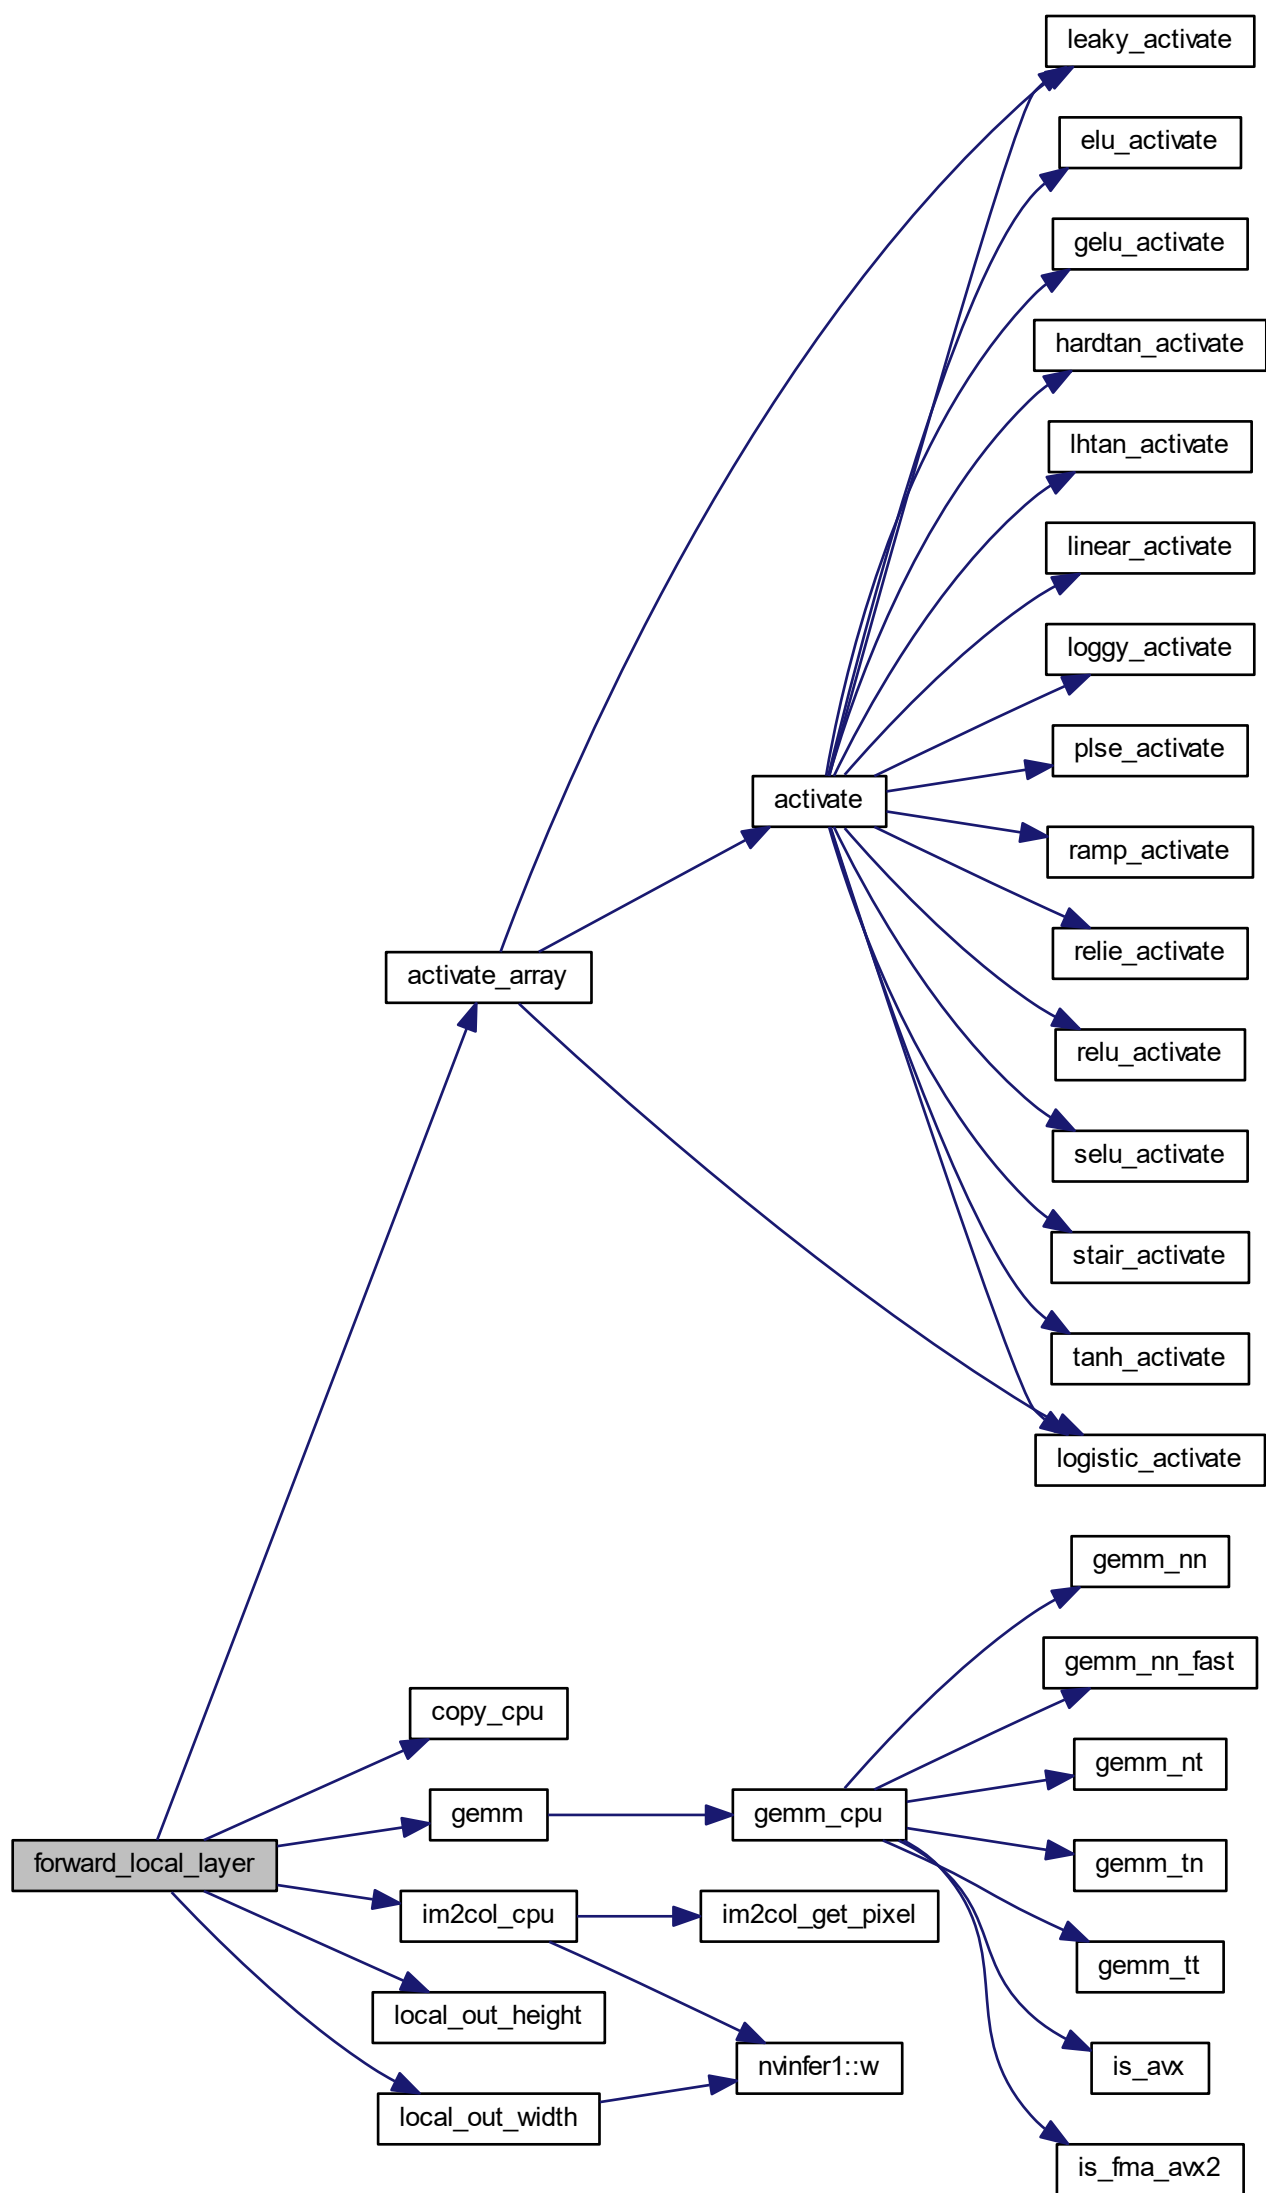 leaky_activate
elu_activate
gelu_activate
hardtan_activate
lhtan_activate
linear_activate
loggy_activate
plse_activate
activate
ramp_activate
relie_activate
activate_array
relu_activate
selu_activate
stair_activate
tanh_activate
logistic_activate
gemm_nn
gemm_nn_fast
copy_cpu
gemm_nt
gemm
gemm_cpu
forward_local_layer
gemm_tn
im2col_cpu
im2col_get_pixel
gemm_tt
local_out_height
nvinfer1::w
is_avx
local_out_width
is_fma_avx2